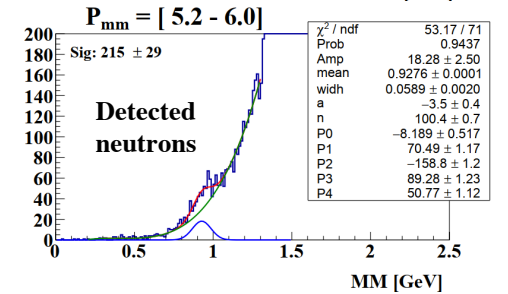 P_mm = [ 5.2 - 6.0]
Sig: 215 ± 29
Detected
neutrons
χ² / ndf 53.17 / 71
Prob 0.9437
Amp 18.28 ± 2.50
mean 0.9276 ± 0.0001
widh 0.0589 ± 0.0020
a −3.5 ± 0.4
n 100.4 ± 0.7
P0 −8.189 ± 0.517
P1 70.49 ± 1.17
P2 −158.8 ± 1.2
P3 89.28 ± 1.23
P4 50.77 ± 1.12
200
180
160
140
120
100
80
60
40
20
0
0 0.5 1 1.5 2 2.5
MM [GeV]